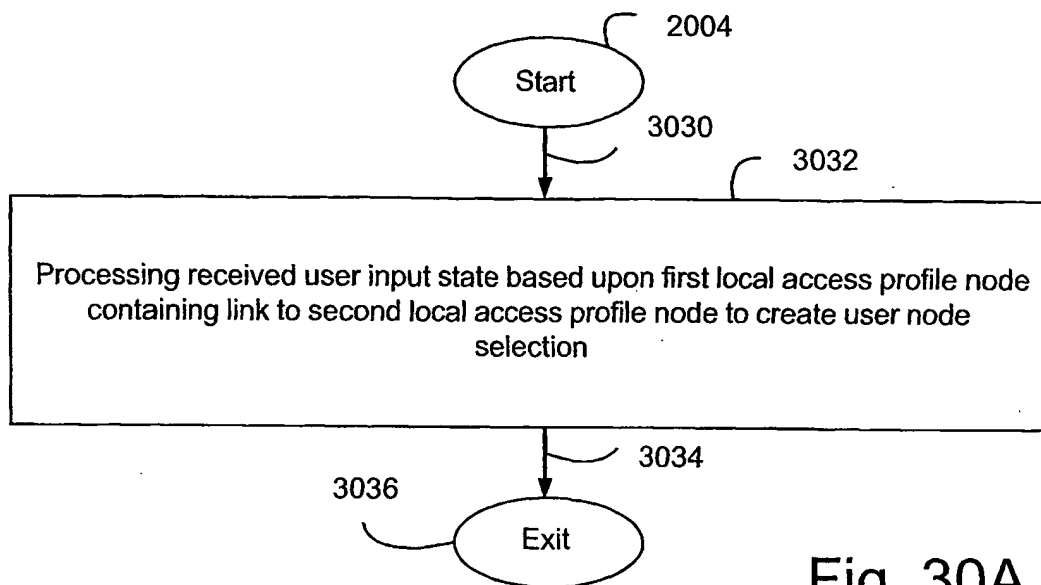 2004
Start
3030
3032
Processing received user input state based upon first local access profile node
containing link to second local access profile node to create user node
selection
3034
3036
Exit
Fig. 30A